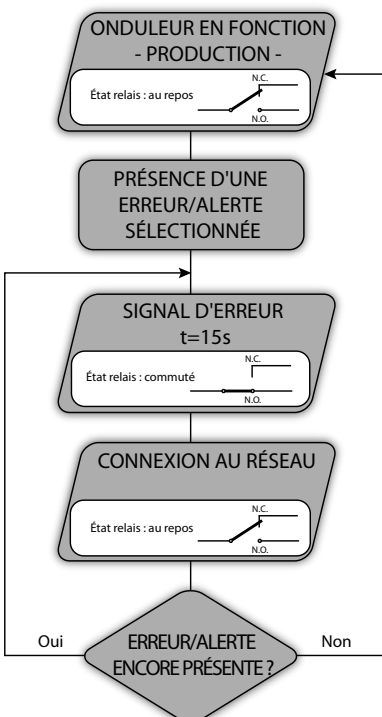 ONDULEUR EN FONCTION
- PRODUCTION -
N.C.
État relais : au repos
N.O.
PRÉSENCE D'UNE
ERREUR/ALERTE
SÉLECTIONNÉE
SIGNAL D'ERREUR
t=15s
N.C.
État relais : commuté
N.O.
CONNEXION AU RÉSEAU
N.C.
État relais : au repos
N.O.
Oui
ERREUR/ALERTE
Non
ENCORE PRÉSENTE ?